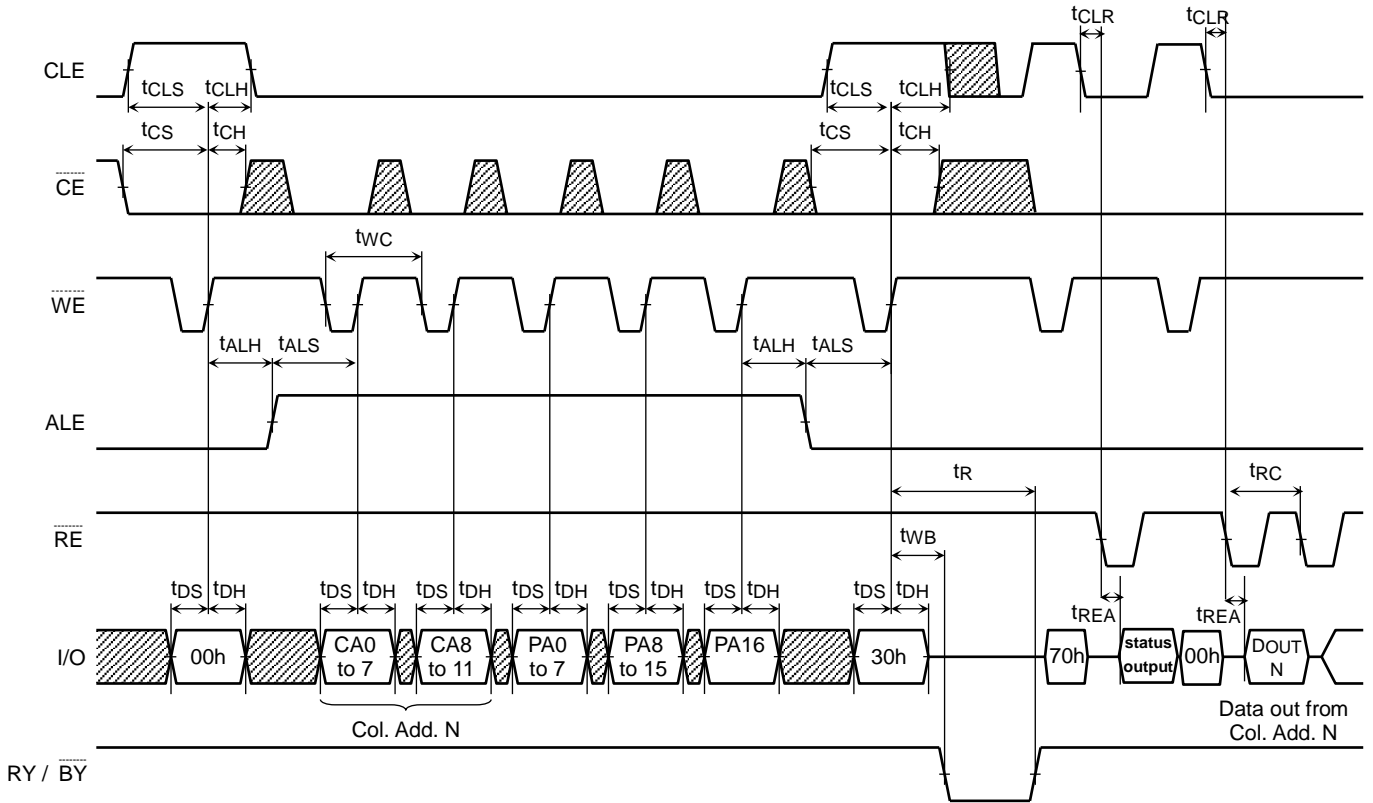 tCLR tCLR
CLE
tCLS tCLH tCLS tCLH
tCS tCH tCS tCH
CE
tWC
WE
tALH tALS tALH tALS
ALE
tR tRC
RE
tWB
tDS tDH tDS tDH tDS tDH tDS tDH tDS tDH tDS tDH
tREA tREA
I/O
00h
CA0
to 7
CA8
to 11
PA0
to 7
PA8
to 15
PA16
30h
70h
status
output
00h
DOUT
N
Col. Add. N
Data out from
Col. Add. N
RY / BY